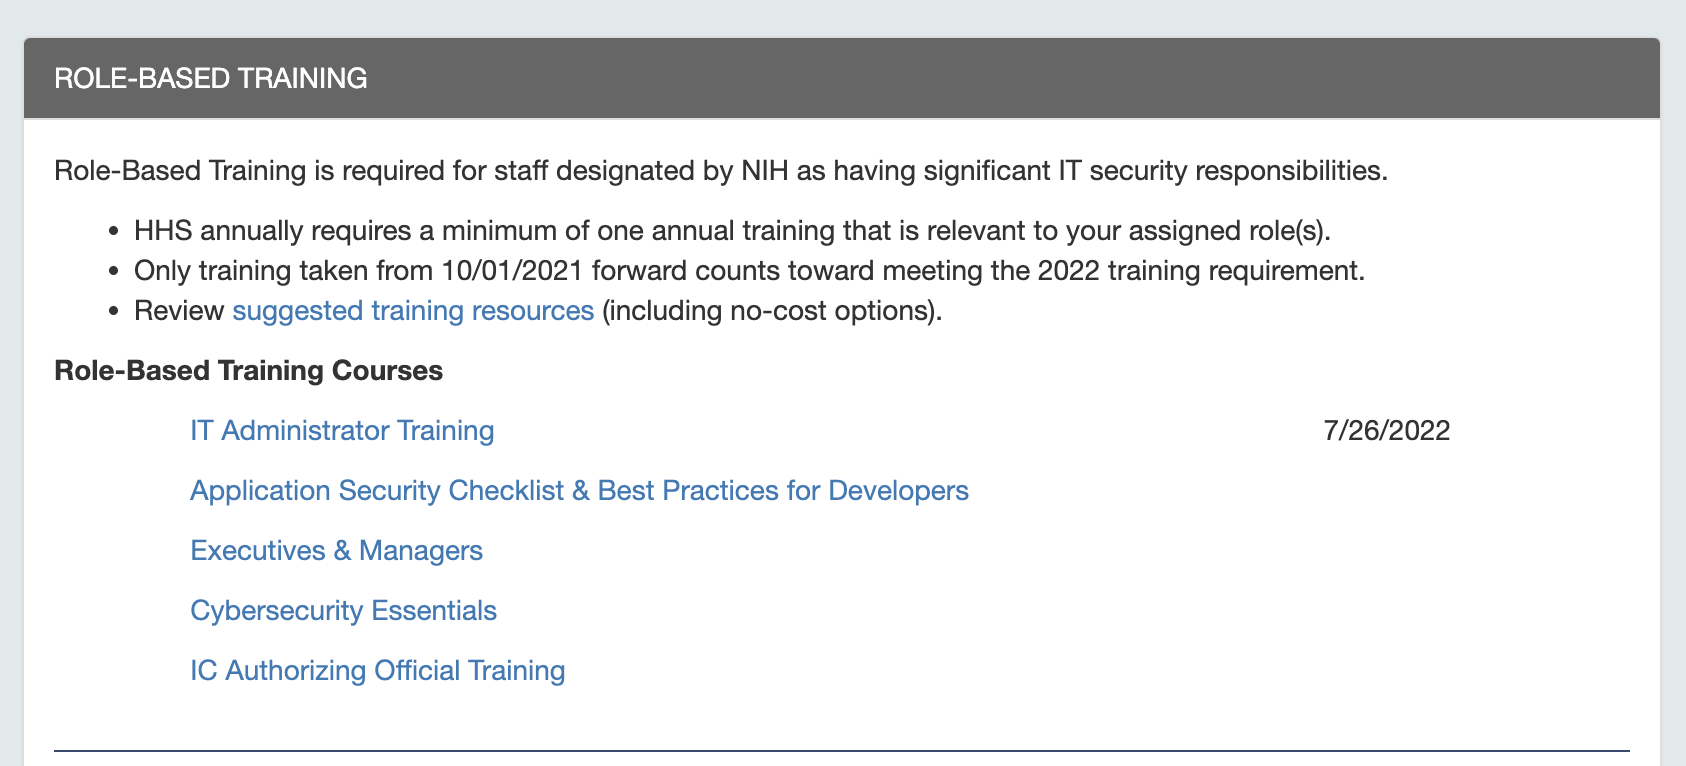 ROLE-BASED TRAINING
Role-Based Training is required for staff designated by NIH as having significant IT security responsibilities.
• HHS annually requires a minimum of one annual training that is relevant to your assigned role(s).
• Only training taken from 10/01/2021 forward counts toward meeting the 2022 training requirement.
• Review suggested training resources (including no-cost options).
Role-Based Training Courses
IT Administrator Training 7/26/2022
Application Security Checklist & Best Practices for Developers
Executives & Managers
Cybersecurity Essentials
IC Authorizing Official Training